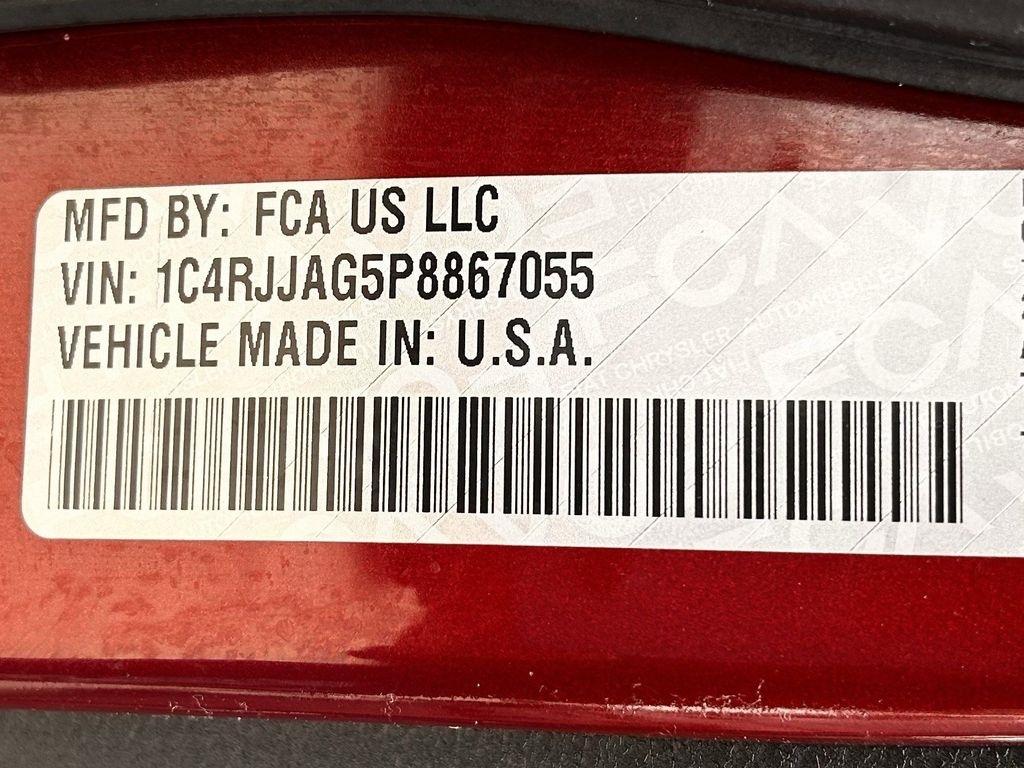 MFD BY: FCA US LLC
VIN: 1C4RJJAG5P8867055
VEHICLE MADE IN: U.S.A.